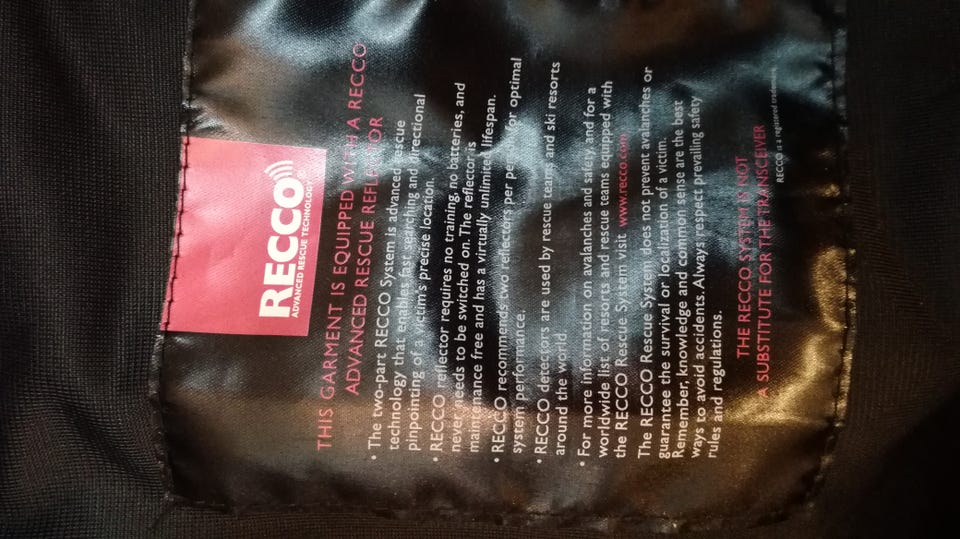 RECCO
ADVANCED RESCUE TECHNOLOGY
THIS GARMENT IS EQUIPPED WITH A RECCO
ADVANCED RESCUE REFLECTOR
• The two-part RECCO System is advanced rescue
technology that enables fast searching and directional
pinpointing of a victim's precise location.
• RECCO reflector requires no training, no batteries, and
never needs to be switched on. The reflector is
maintenance free and has a virtually unlimited lifespan.
• RECCO recommends two reflectors per person for optimal
system performance.
• RECCO detectors are used by rescue teams and ski resorts
around the world
• For more information on avalanches and safety and for a
worldwide list of resorts and rescue teams equipped with
the RECCO Rescue System visit www.recco.com
The RECCO Rescue System does not prevent avalanches or
guarantee the survival or localization of a victim.
Remember, knowledge and common sense are the best
ways to avoid accidents. Always respect prevailing safety
rules and regulations.
THE RECCO SYSTEM IS NOT
A SUBSTITUTE FOR THE TRANSCEIVER
RECCO is a registered trademark.